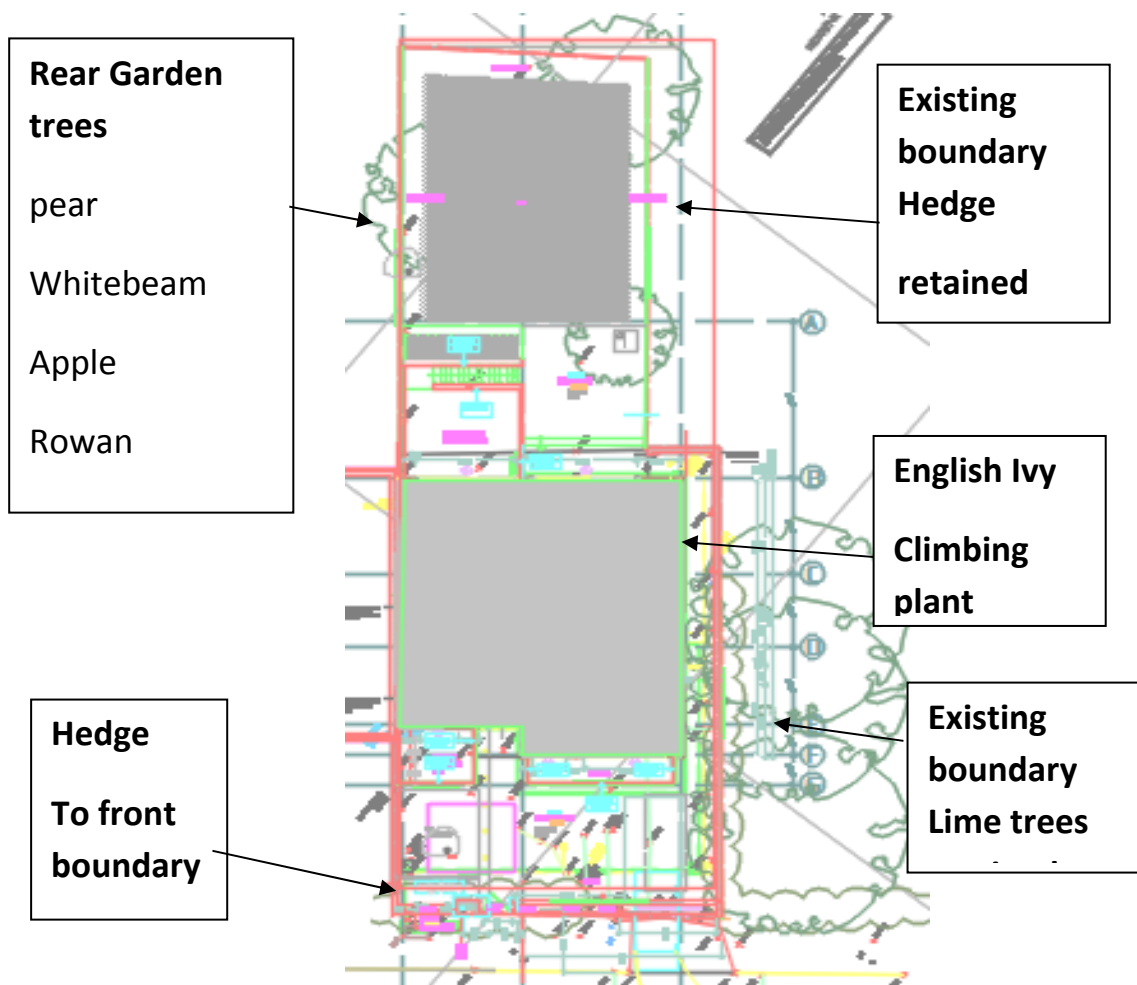 Rear Garden
trees
pear
Whitebeam
Apple
Rowan
Existing
boundary
Hedge
retained
A
B
English Ivy
Climbing
plant
D
F
Hedge
To front
boundary
Existing
boundary
Lime trees